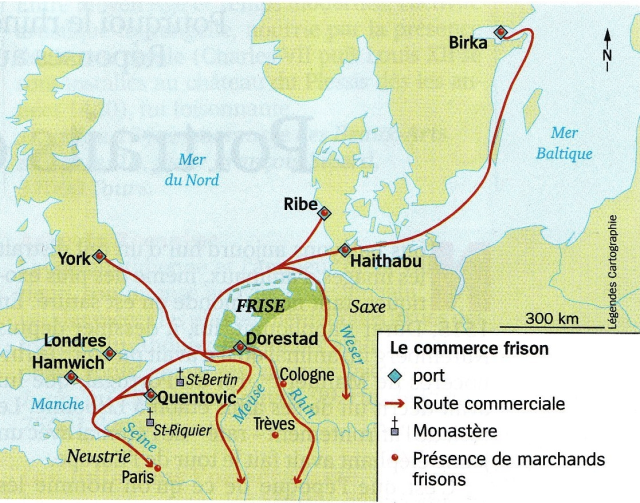 Birka
N
Mer
Baltique
Mer
du Nord
Ribe
Haithabu
York
FRISE
Saxe
300 km
Légendes Cartographie
Londres
Hamwich
Dorestad
Weser
St-Bertin
Cologne
Meuse
Rhin
Manche
Quentovic
Seine
St-Riquier
Trèves
Neustrie
Paris
Le commerce frison
port
Route commerciale
Monastère
Présence de marchands
frisons